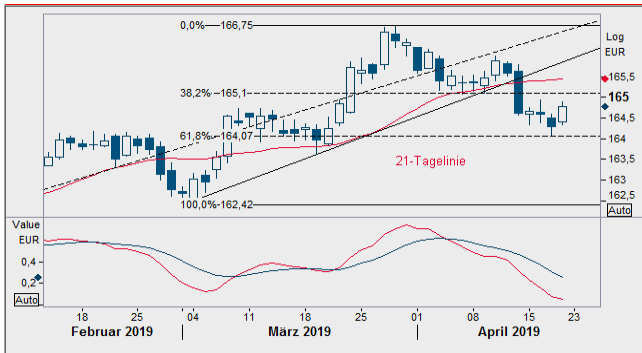 0,0% 166,75
Log
EUR
165,5
38,2% 165,1
165
164,5
61,8% 164,07
164
21-Tagelinie
163,5
163
162,5
100,0% 162,42
Auto
Value
EUR
0,4
0,2
Auto
18 25 04 11 18 25 01 08 15 23
Februar 2019 März 2019 April 2019